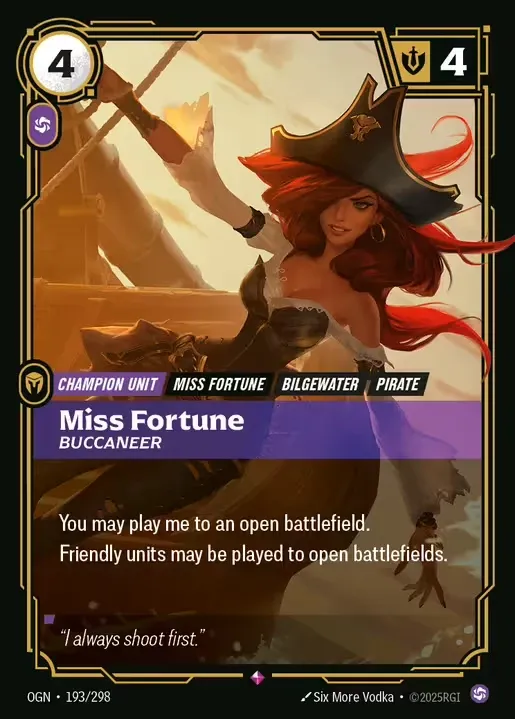 4
4
CHAMPION UNIT MISS FORTUNE BILGEWATER PIRATE
Miss Fortune
BUCCANEER
You may play me to an open battlefield.
Friendly units may be played to open battlefields.
“I always shoot first.”
OGN • 193/298 Six More Vodka • ©2025RGI